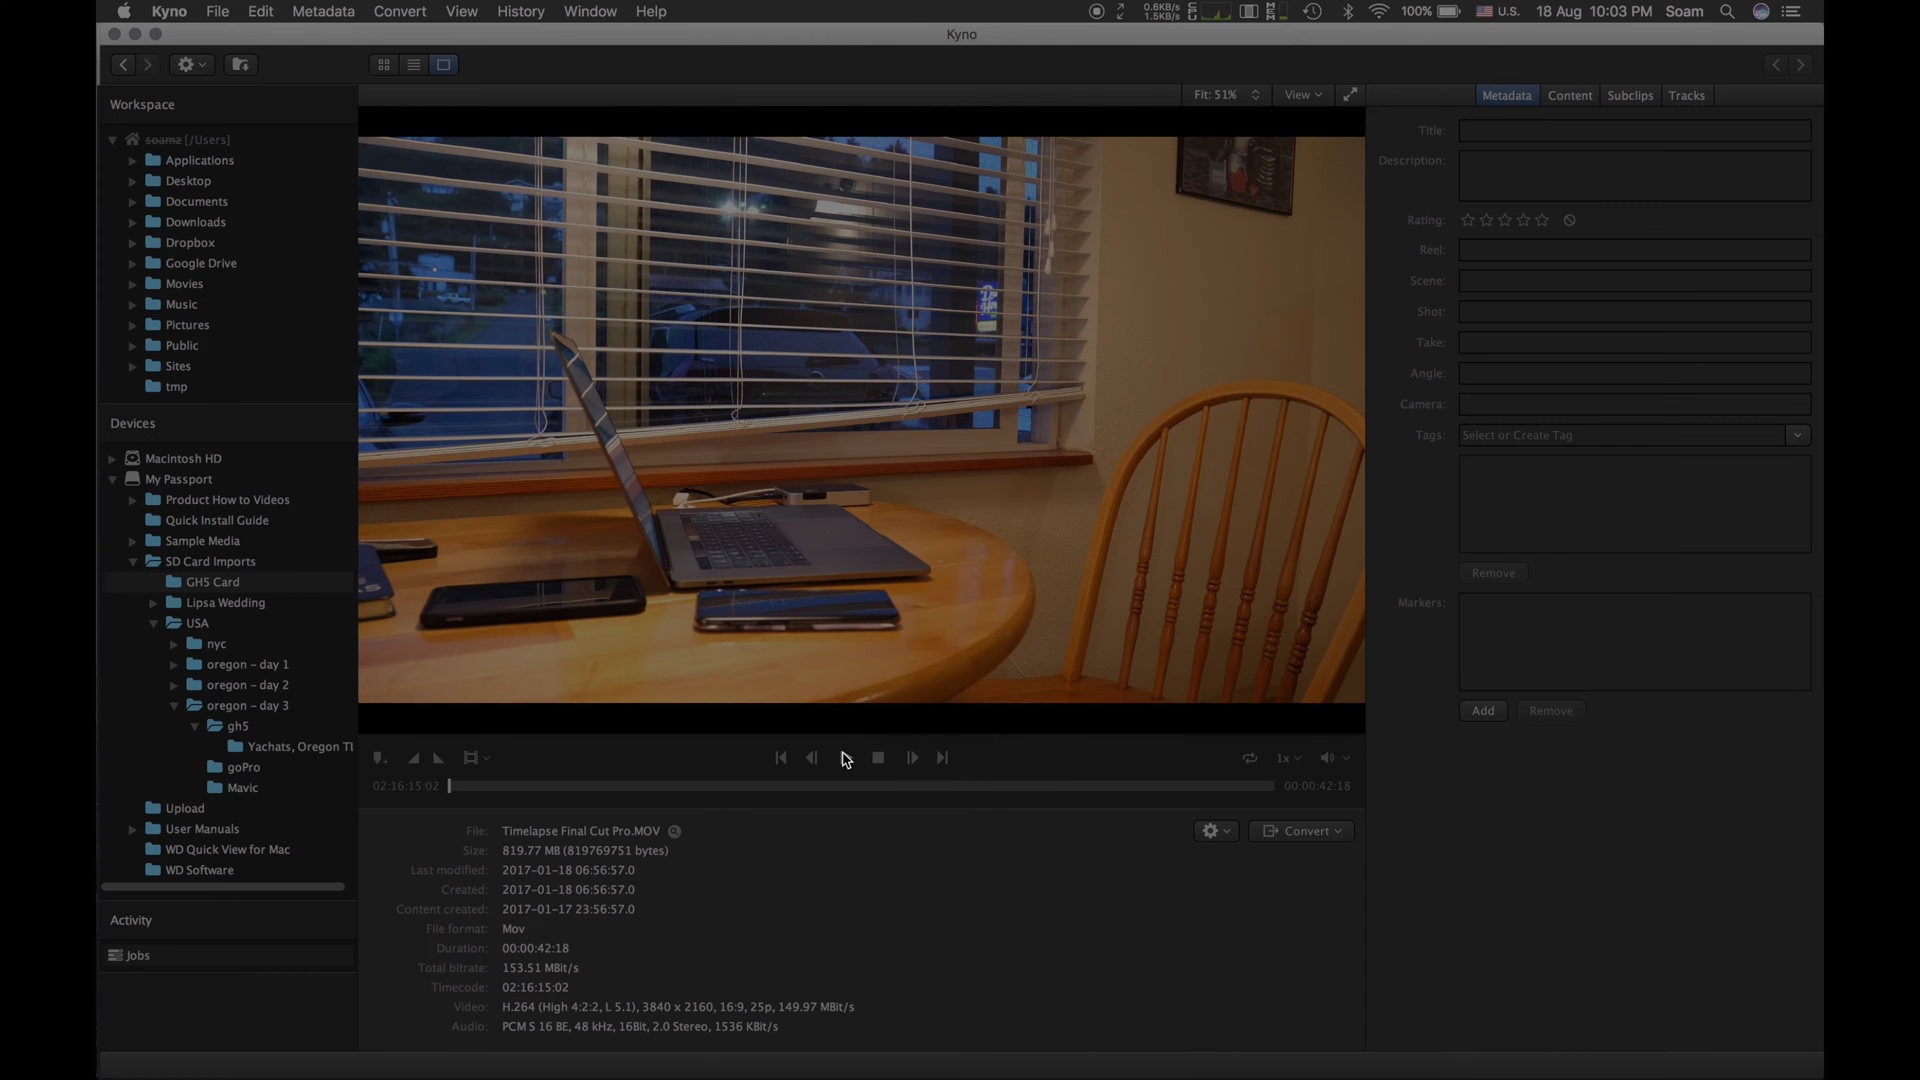 Kyno File Edit Metadata Convert View History Window Help 0.6KB/s 1.5KB/s 100% U.S. 18 Aug 10:03 PM Soam
Kyno
Fit: 51% View
Metadata Content Subclips Tracks
Workspace
soamz [/Users]
Applications
Desktop
Documents
Downloads
Dropbox
Google Drive
Movies
Music
Pictures
Public
Sites
tmp
Devices
Macintosh HD
My Passport
Product How to Videos
Quick Install Guide
Sample Media
SD Card Imports
GH5 Card
Lipsa Wedding
USA
nyc
oregon – day 1
oregon – day 2
oregon – day 3
gh5
Yachats, Oregon TL
goPro
Mavic
Upload
User Manuals
WD Quick View for Mac
WD Software
Activity
Jobs
02:16:15:02
1x
00:00:42:18
File: Timelapse Final Cut Pro.MOV
Convert
Size: 819.77 MB (819769751 bytes)
Last modified: 2017-01-18 06:56:57.0
Created: 2017-01-18 06:56:57.0
Content created: 2017-01-17 23:56:57.0
File format: Mov
Duration: 00:00:42:18
Total bitrate: 153.51 MBit/s
Timecode: 02:16:15:02
Video: H.264 (High 4:2:2, L 5.1), 3840 x 2160, 16:9, 25p, 149.97 MBit/s
Audio: PCM S 16 BE, 48 kHz, 16Bit, 2.0 Stereo, 1536 KBit/s
Title:
Description:
Rating:
Reel:
Scene:
Shot:
Take:
Angle:
Camera:
Tags: Select or Create Tag
Remove
Markers:
Add Remove